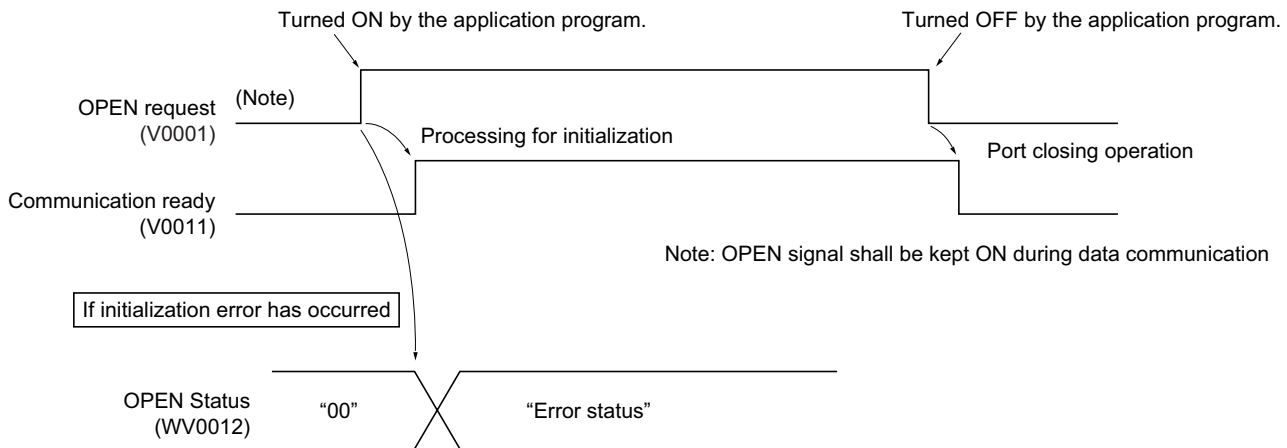 Turned ON by the application program.
Turned OFF by the application program.
OPEN request
(V0001)
(Note)
Processing for initialization
Port closing operation
Communication ready
(V0011)
Note: OPEN signal shall be kept ON during data communication
If initialization error has occurred
OPEN Status
(WV0012)
“00”
“Error status”